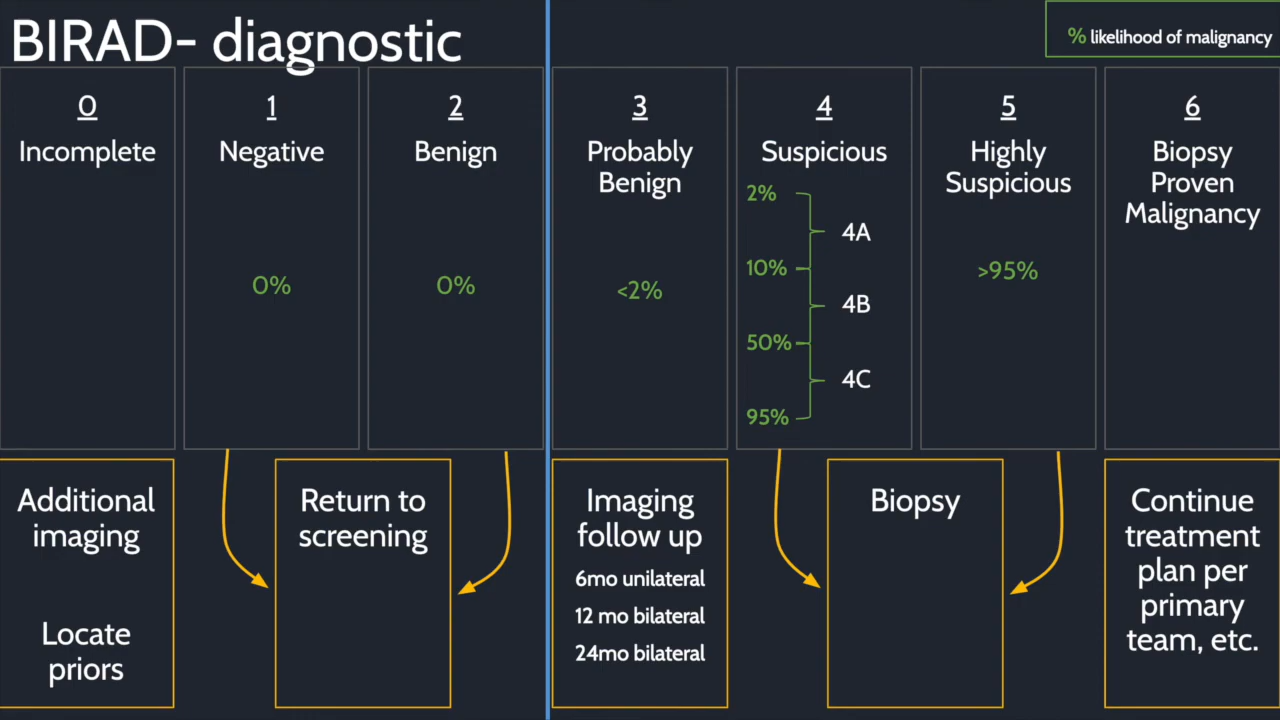 BIRAD- diagnostic
% likelihood of malignancy
0
Incomplete
1
Negative
0%
2
Benign
0%
3
Probably
Benign
<2%
4
Suspicious
2%
4A
10%
4B
50%
4C
95%
5
Highly
Suspicious
>95%
6
Biopsy
Proven
Malignancy
Additional
imaging
Locate
priors
Return to
screening
Imaging
follow up
6mo unilateral
12 mo bilateral
24mo bilateral
Biopsy
Continue
treatment
plan per
primary
team, etc.